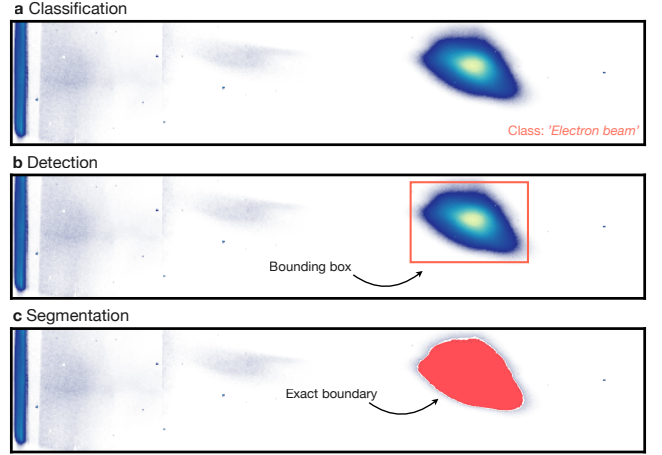 a Classification
Class: 'Electron beam'
b Detection
Bounding box
c Segmentation
Exact boundary